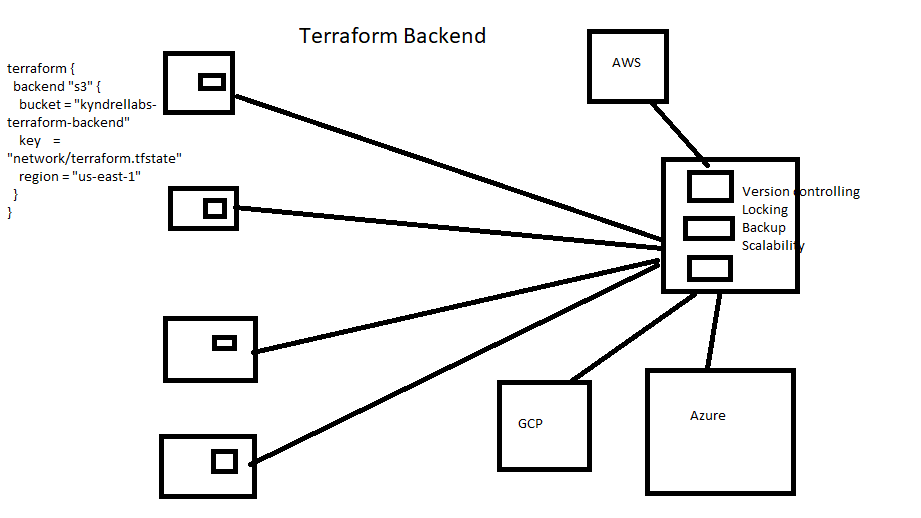 Terraform Backend
terraform {
backend "s3" {
bucket = "kyndrellabs-
terraform-backend"
key =
"network/terraform.tfstate"
region = "us-east-1"
}
}
AWS
Version controlling
Locking
Backup
Scalability
GCP
Azure